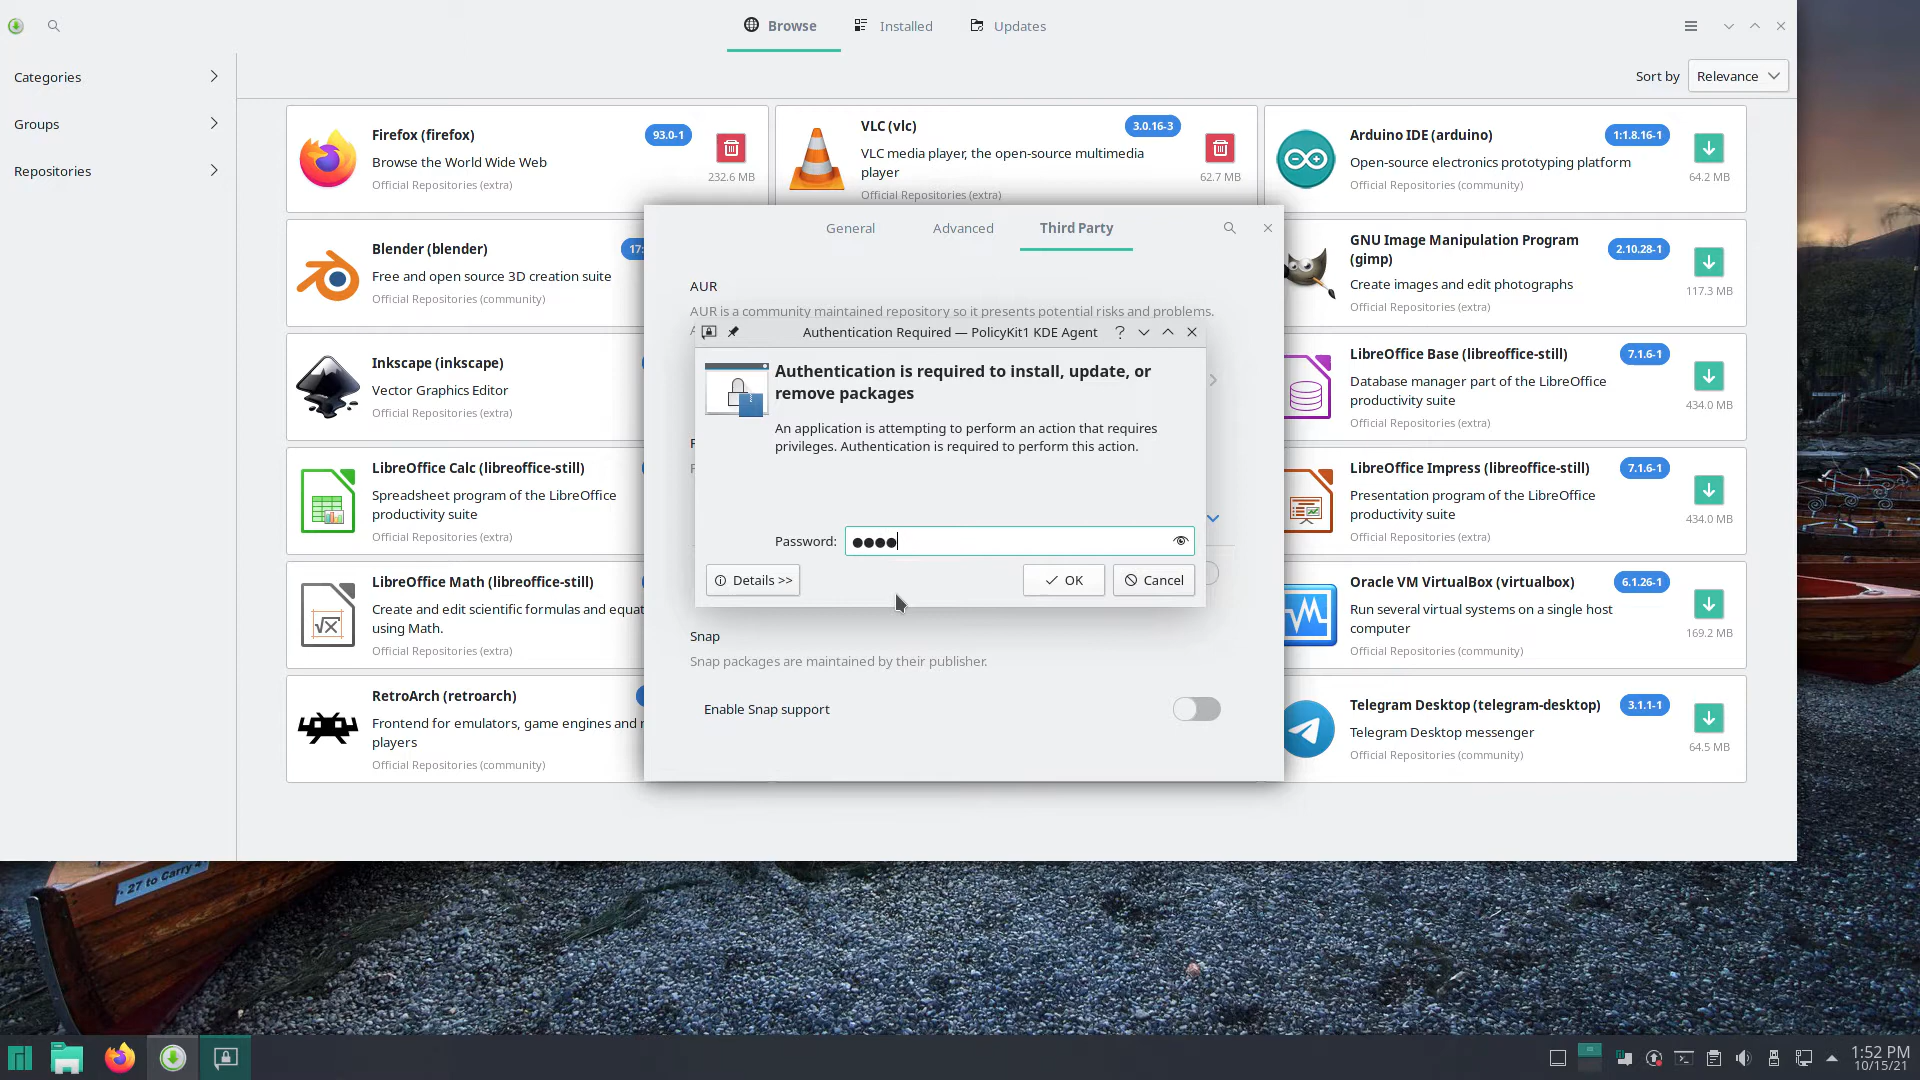 Browse
Installed
Updates
Categories
Groups
Repositories
Sort by
Relevance
Firefox (firefox)
93.0-1
Browse the World Wide Web
Official Repositories (extra)
232.6 MB
VLC (vlc)
3.0.16-3
VLC media player, the open-source multimedia
player
Official Repositories (extra)
62.7 MB
Arduino IDE (arduino)
1:1.8.16-1
Open-source electronics prototyping platform
Official Repositories (community)
64.2 MB
Blender (blender)
17:
Free and open source 3D creation suite
Official Repositories (community)
GNU Image Manipulation Program
(gimp)
2.10.28-1
Create images and edit photographs
Official Repositories (extra)
117.3 MB
Inkscape (inkscape)
Vector Graphics Editor
Official Repositories (extra)
LibreOffice Base (libreoffice-still)
7.1.6-1
Database manager part of the LibreOffice
productivity suite
Official Repositories (extra)
434.0 MB
LibreOffice Calc (libreoffice-still)
Spreadsheet program of the LibreOffice
productivity suite
Official Repositories (extra)
LibreOffice Impress (libreoffice-still)
7.1.6-1
Presentation program of the LibreOffice
productivity suite
Official Repositories (extra)
434.0 MB
LibreOffice Math (libreoffice-still)
Create and edit scientific formulas and equat
using Math.
Official Repositories (extra)
Oracle VM VirtualBox (virtualbox)
6.1.26-1
Run several virtual systems on a single host
computer
Official Repositories (community)
169.2 MB
RetroArch (retroarch)
Frontend for emulators, game engines and
players
Official Repositories (community)
Telegram Desktop (telegram-desktop)
3.1.1-1
Telegram Desktop messenger
Official Repositories (community)
64.5 MB
General
Advanced
Third Party
AUR
AUR is a community maintained repository so it presents potential risks and problems.
Authentication Required — PolicyKit1 KDE Agent
Authentication is required to install, update, or
remove packages
An application is attempting to perform an action that requires
privileges. Authentication is required to perform this action.
Password:
Details >>
OK
Cancel
Snap
Snap packages are maintained by their publisher.
Enable Snap support
27 to Carry 4
1:52 PM
10/15/21